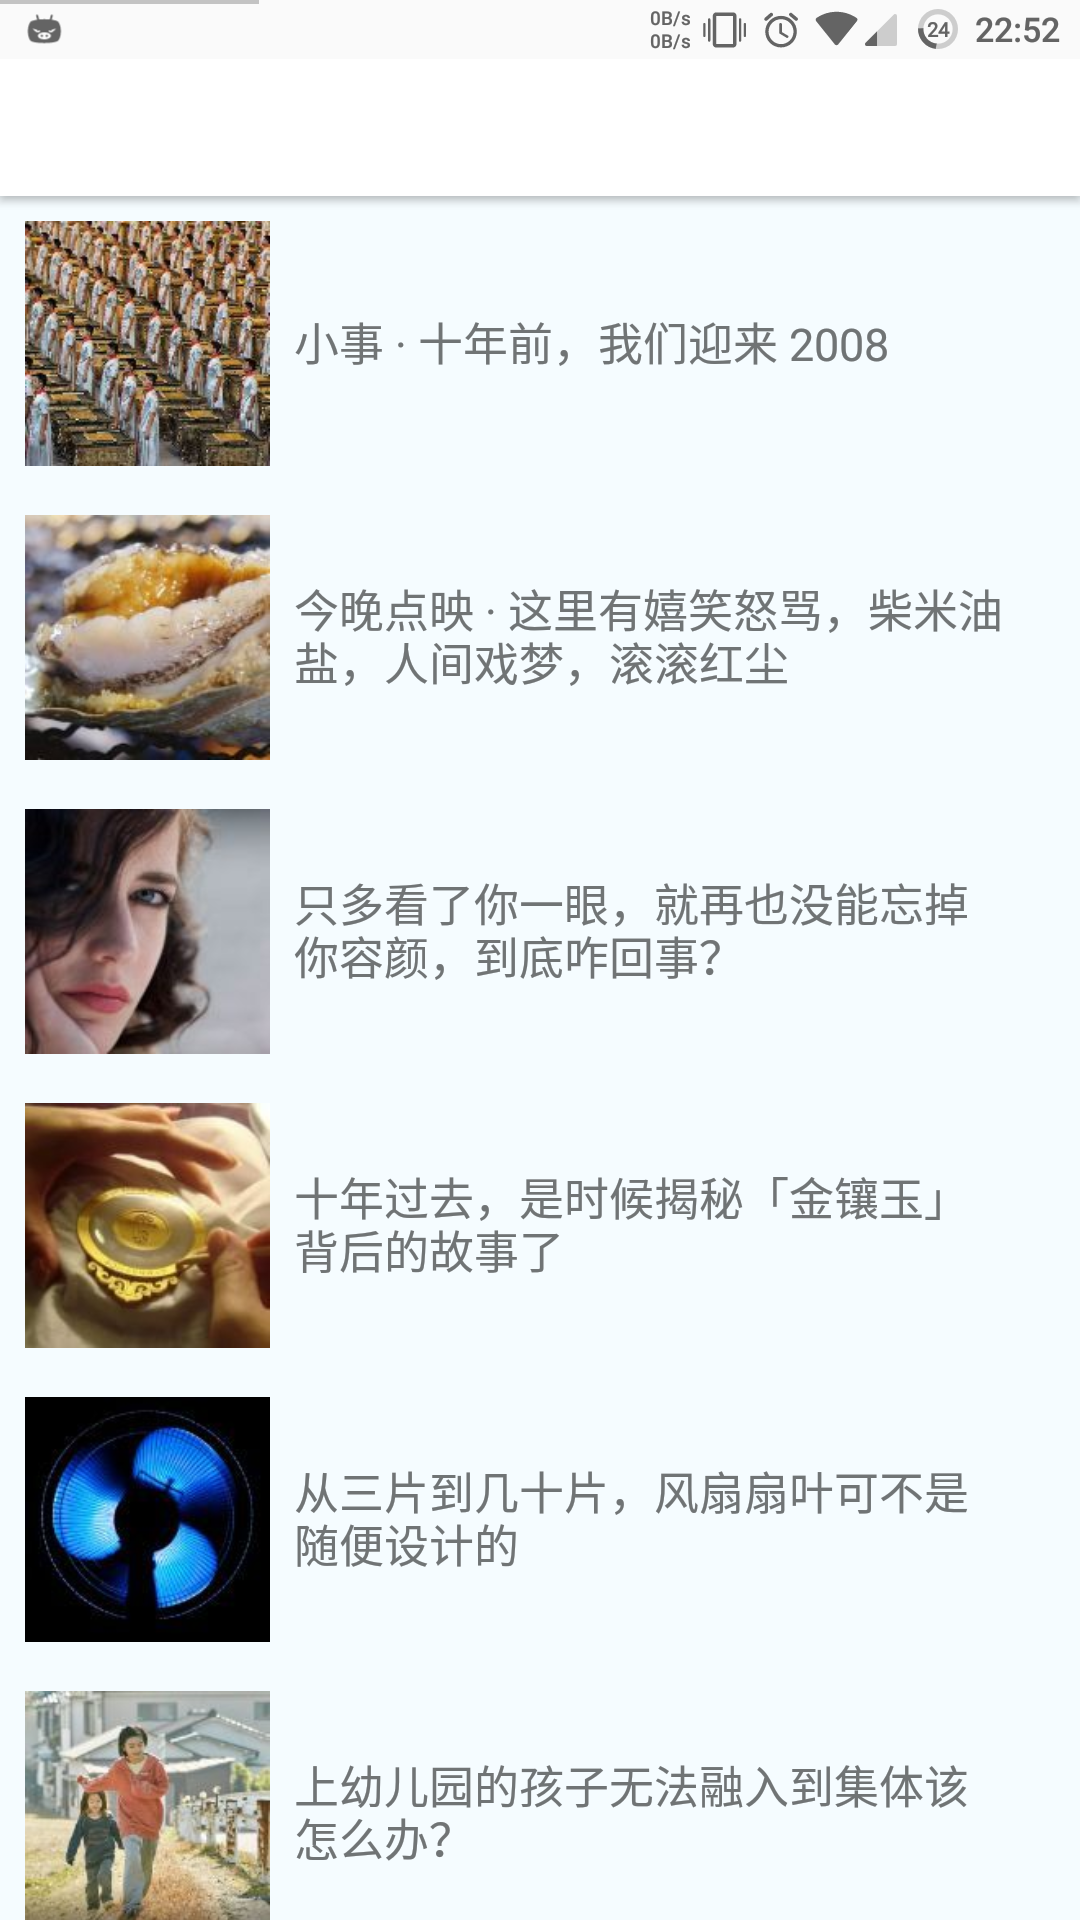 0B/s
0B/s
24
22:52
小事 · 十年前，我们迎来 2008
今晚点映 · 这里有嬉笑怒骂，柴米油
盐，人间戏梦，滚滚红尘
只多看了你一眼，就再也没能忘掉
你容颜，到底咋回事？
十年过去，是时候揭秘「金镶玉」
背后的故事了
从三片到几十片，风扇扇叶可不是
随便设计的
上幼儿园的孩子无法融入到集体该
怎么办？